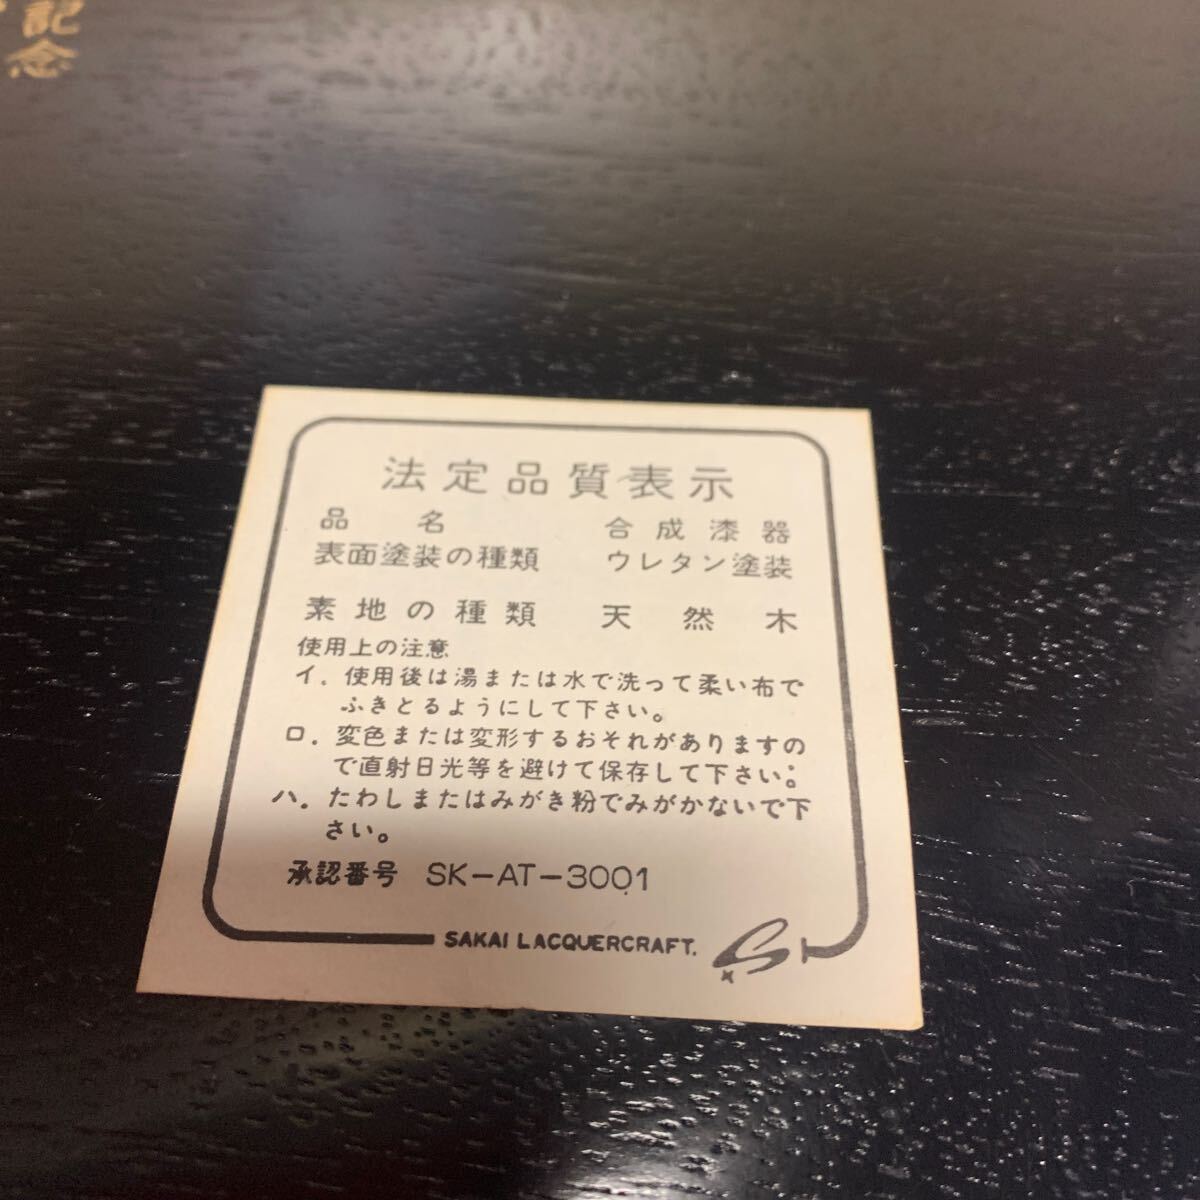 記念
法定品質表示
品名 合成漆器
表面塗装の種類 ウレタン塗装
素地の種類 天然木
使用上の注意
イ. 使用後は湯または水で洗って柔い布で
ふきとるようにして下さい。
ロ. 変色または変形するおそれがありますの
で直射日光等を避けて保存して下さい。
ハ. たわしまたはみがき粉でみがかないで下
さい。
承認番号 SK-AT-3001
SAKAI LACQUERCRAFT.